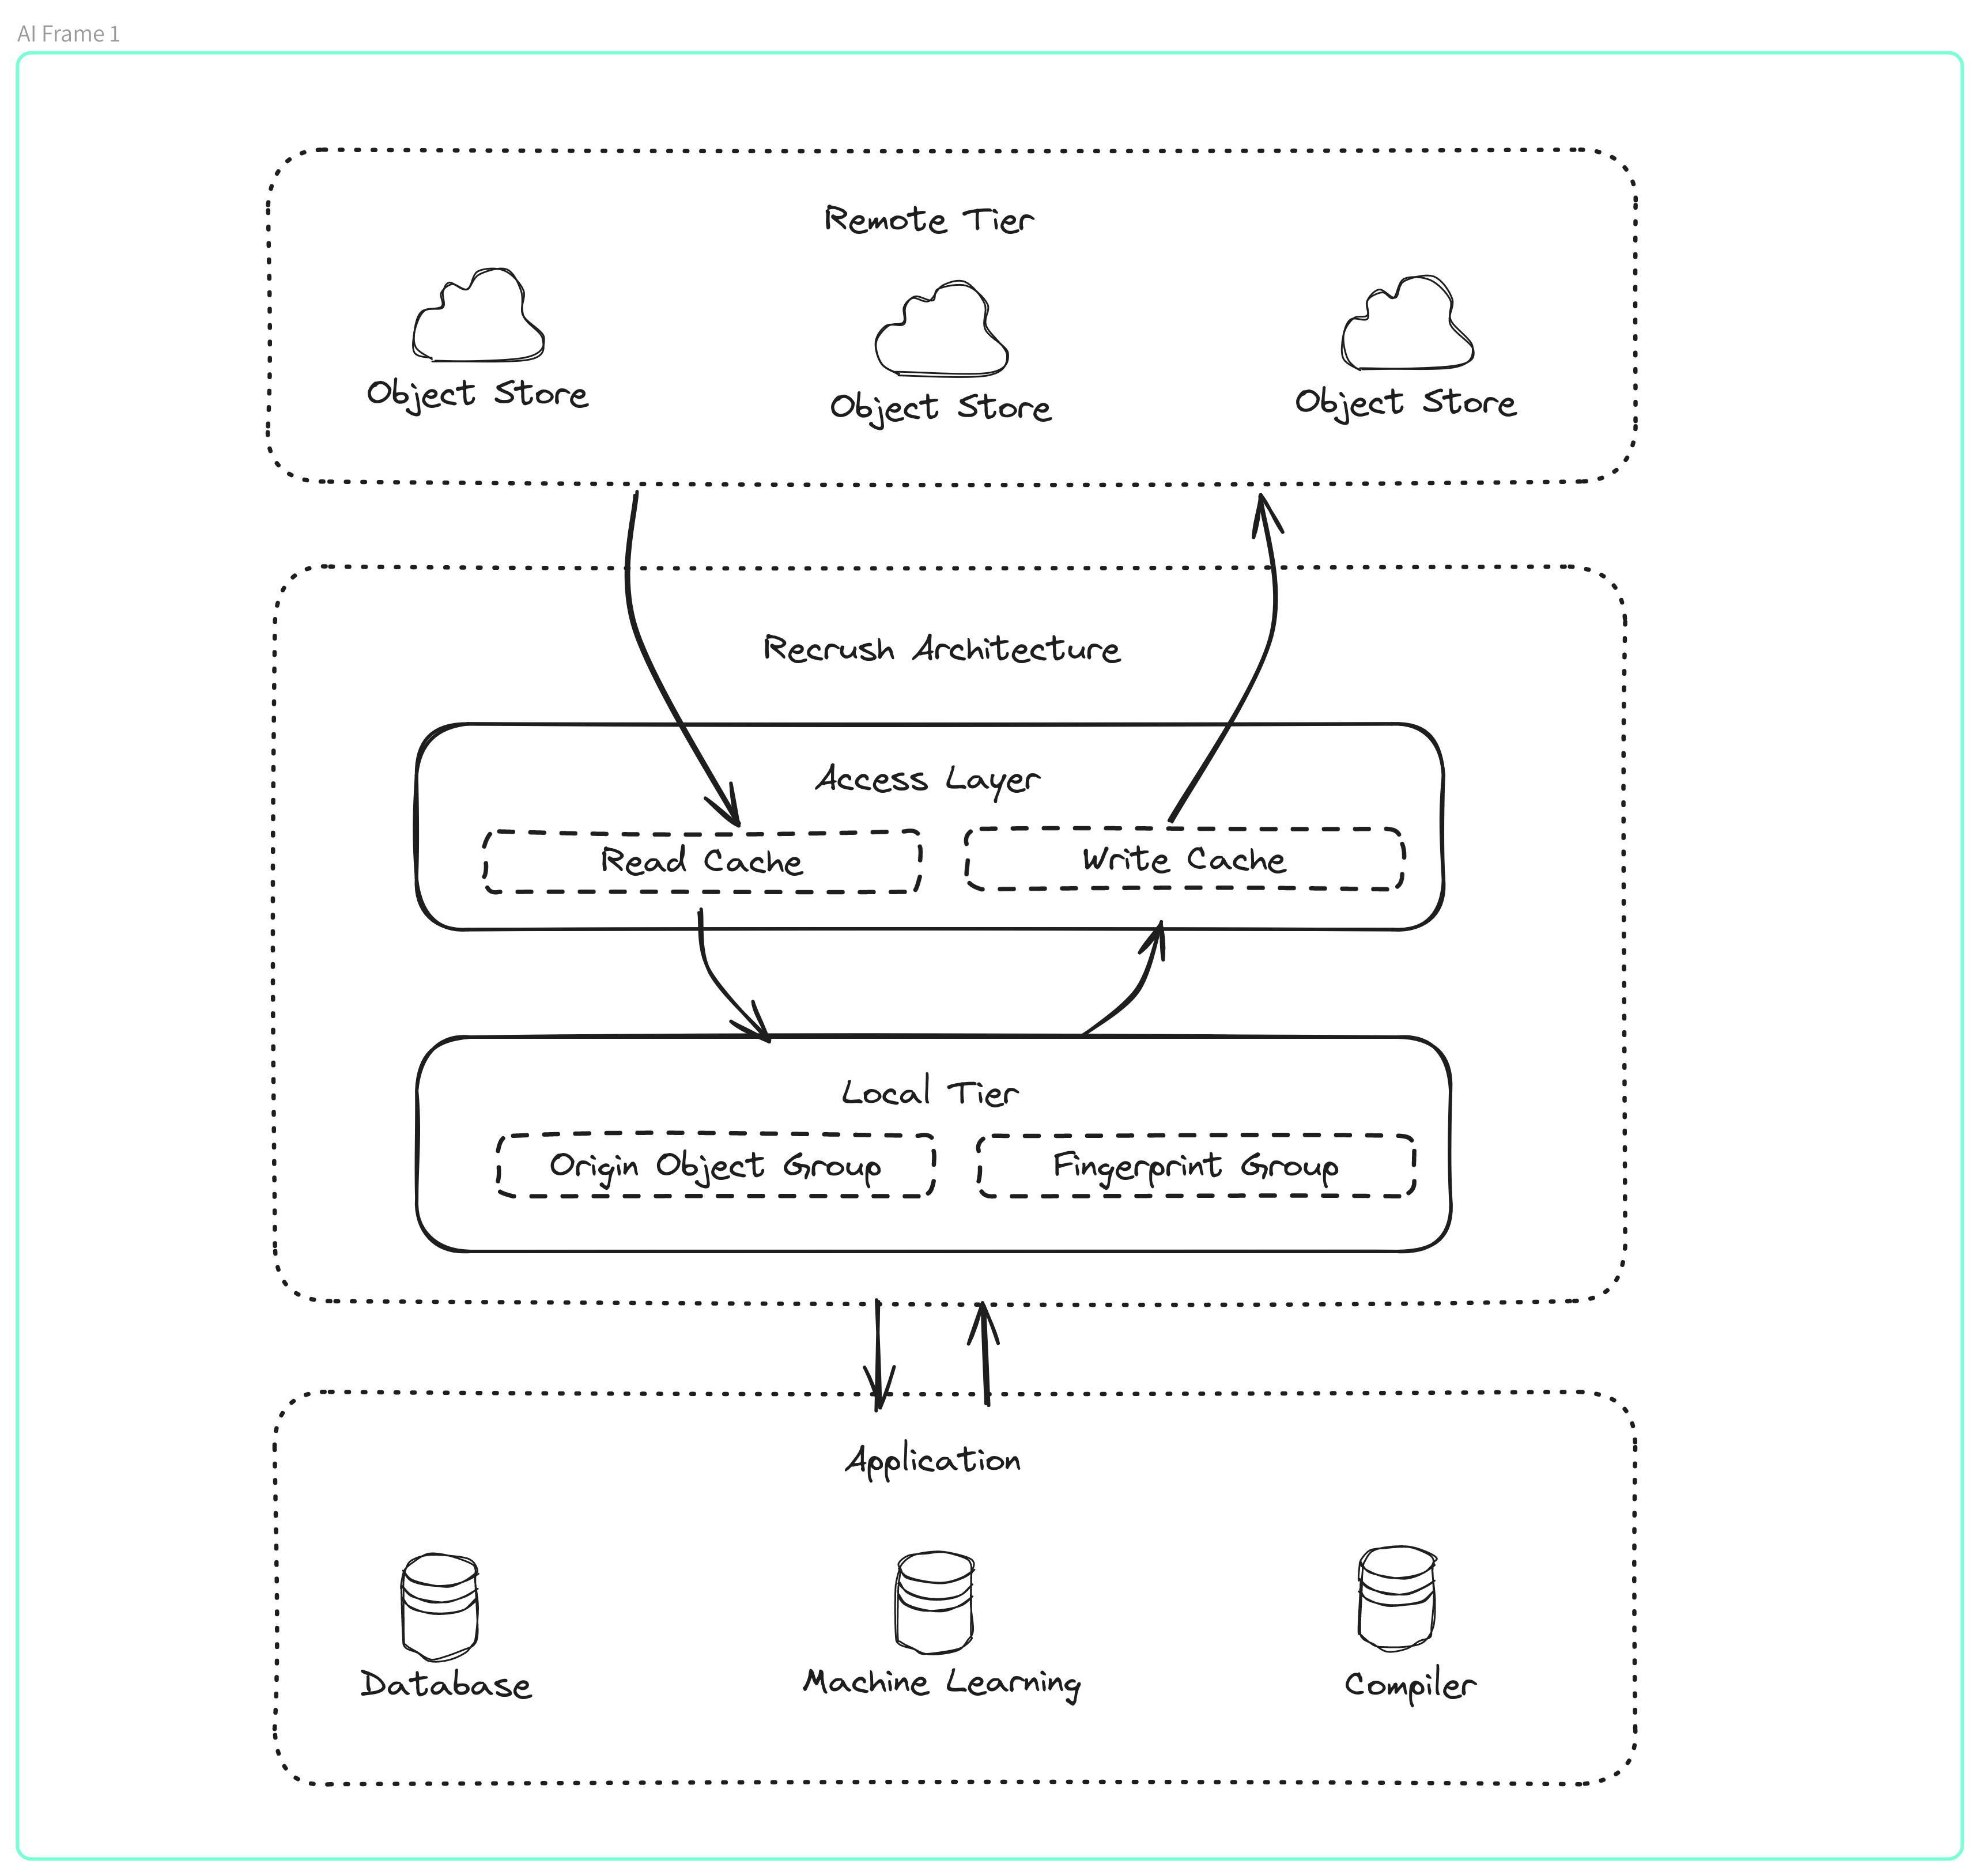 AI Frame 1
Remote Tier
Object Store
Object Store
Object Store
Recrush Architecture
Access Layer
Read Cache
Write Cache
Local Tier
Origin Object Group
Fingerprint Group
Application
Database
Machine Learning
Compiler